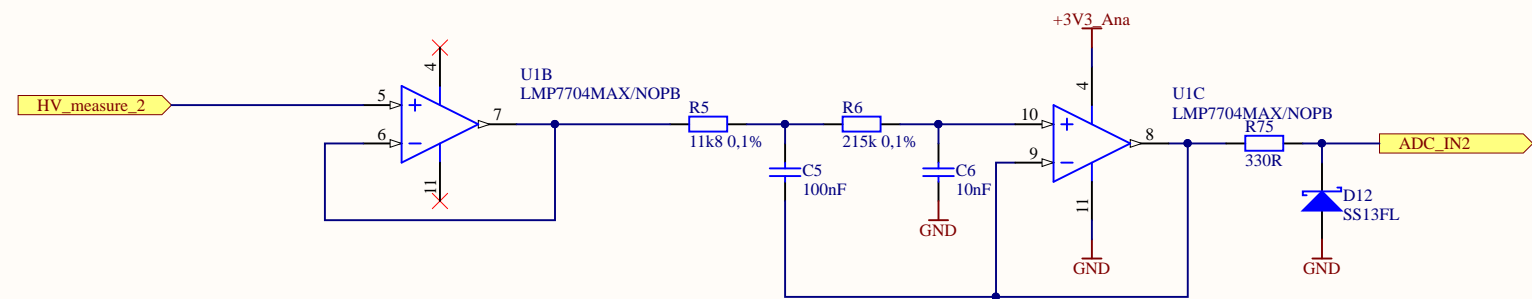 +3V3_Ana
HV_measure_2
5
6
4
11
7
U1B
LMP7704MAX/NOPB
R5
11k8 0,1%
C5
100nF
R6
215k 0,1%
C6
10nF
GND
10
9
4
11
8
GND
U1C
LMP7704MAX/NOPB
R75
330R
ADC_IN2
D12
SS13FL
GND